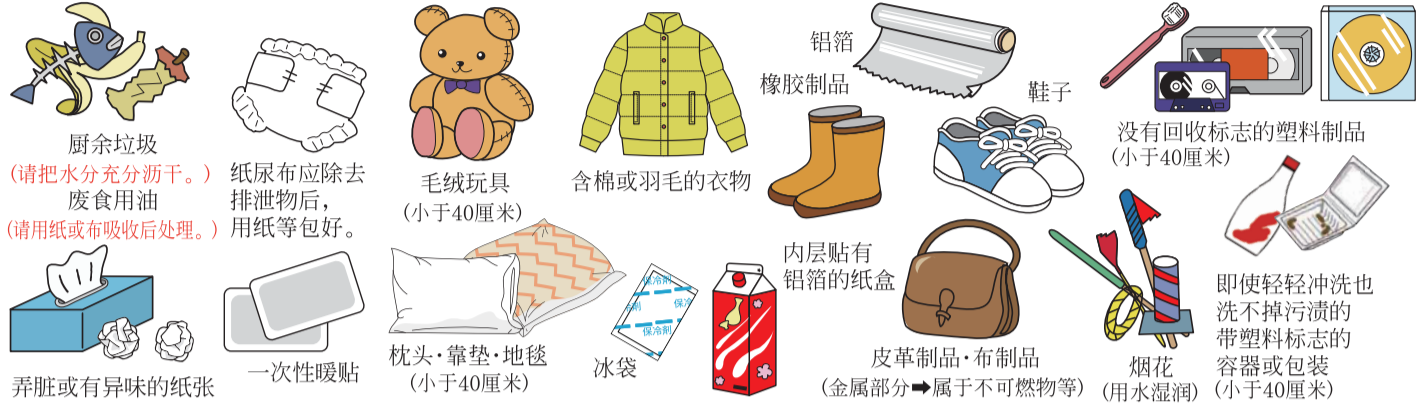 厨余垃圾
(请把水分充分沥干。)
废食用油
(请用纸或布吸收后处理。)
纸尿布应除去
排泄物后，
用纸等包好。
毛绒玩具
(小于40厘米)
含棉或羽毛的衣物
铝箔
橡胶制品
鞋子
没有回收标志的塑料制品
(小于40厘米)
弄脏或有异味的纸张
一次性暖贴
枕头·靠垫·地毯
(小于40厘米)
保冷剤
保冷
冷剤
保冷剤
冰袋
内层贴有
铝箔的纸盒
皮革制品·布制品
(金属部分➡属于不可燃物等)
烟花
(用水湿润)
即使轻轻冲洗也
洗不掉污渍的
带塑料标志的
容器或包装
(小于40厘米)